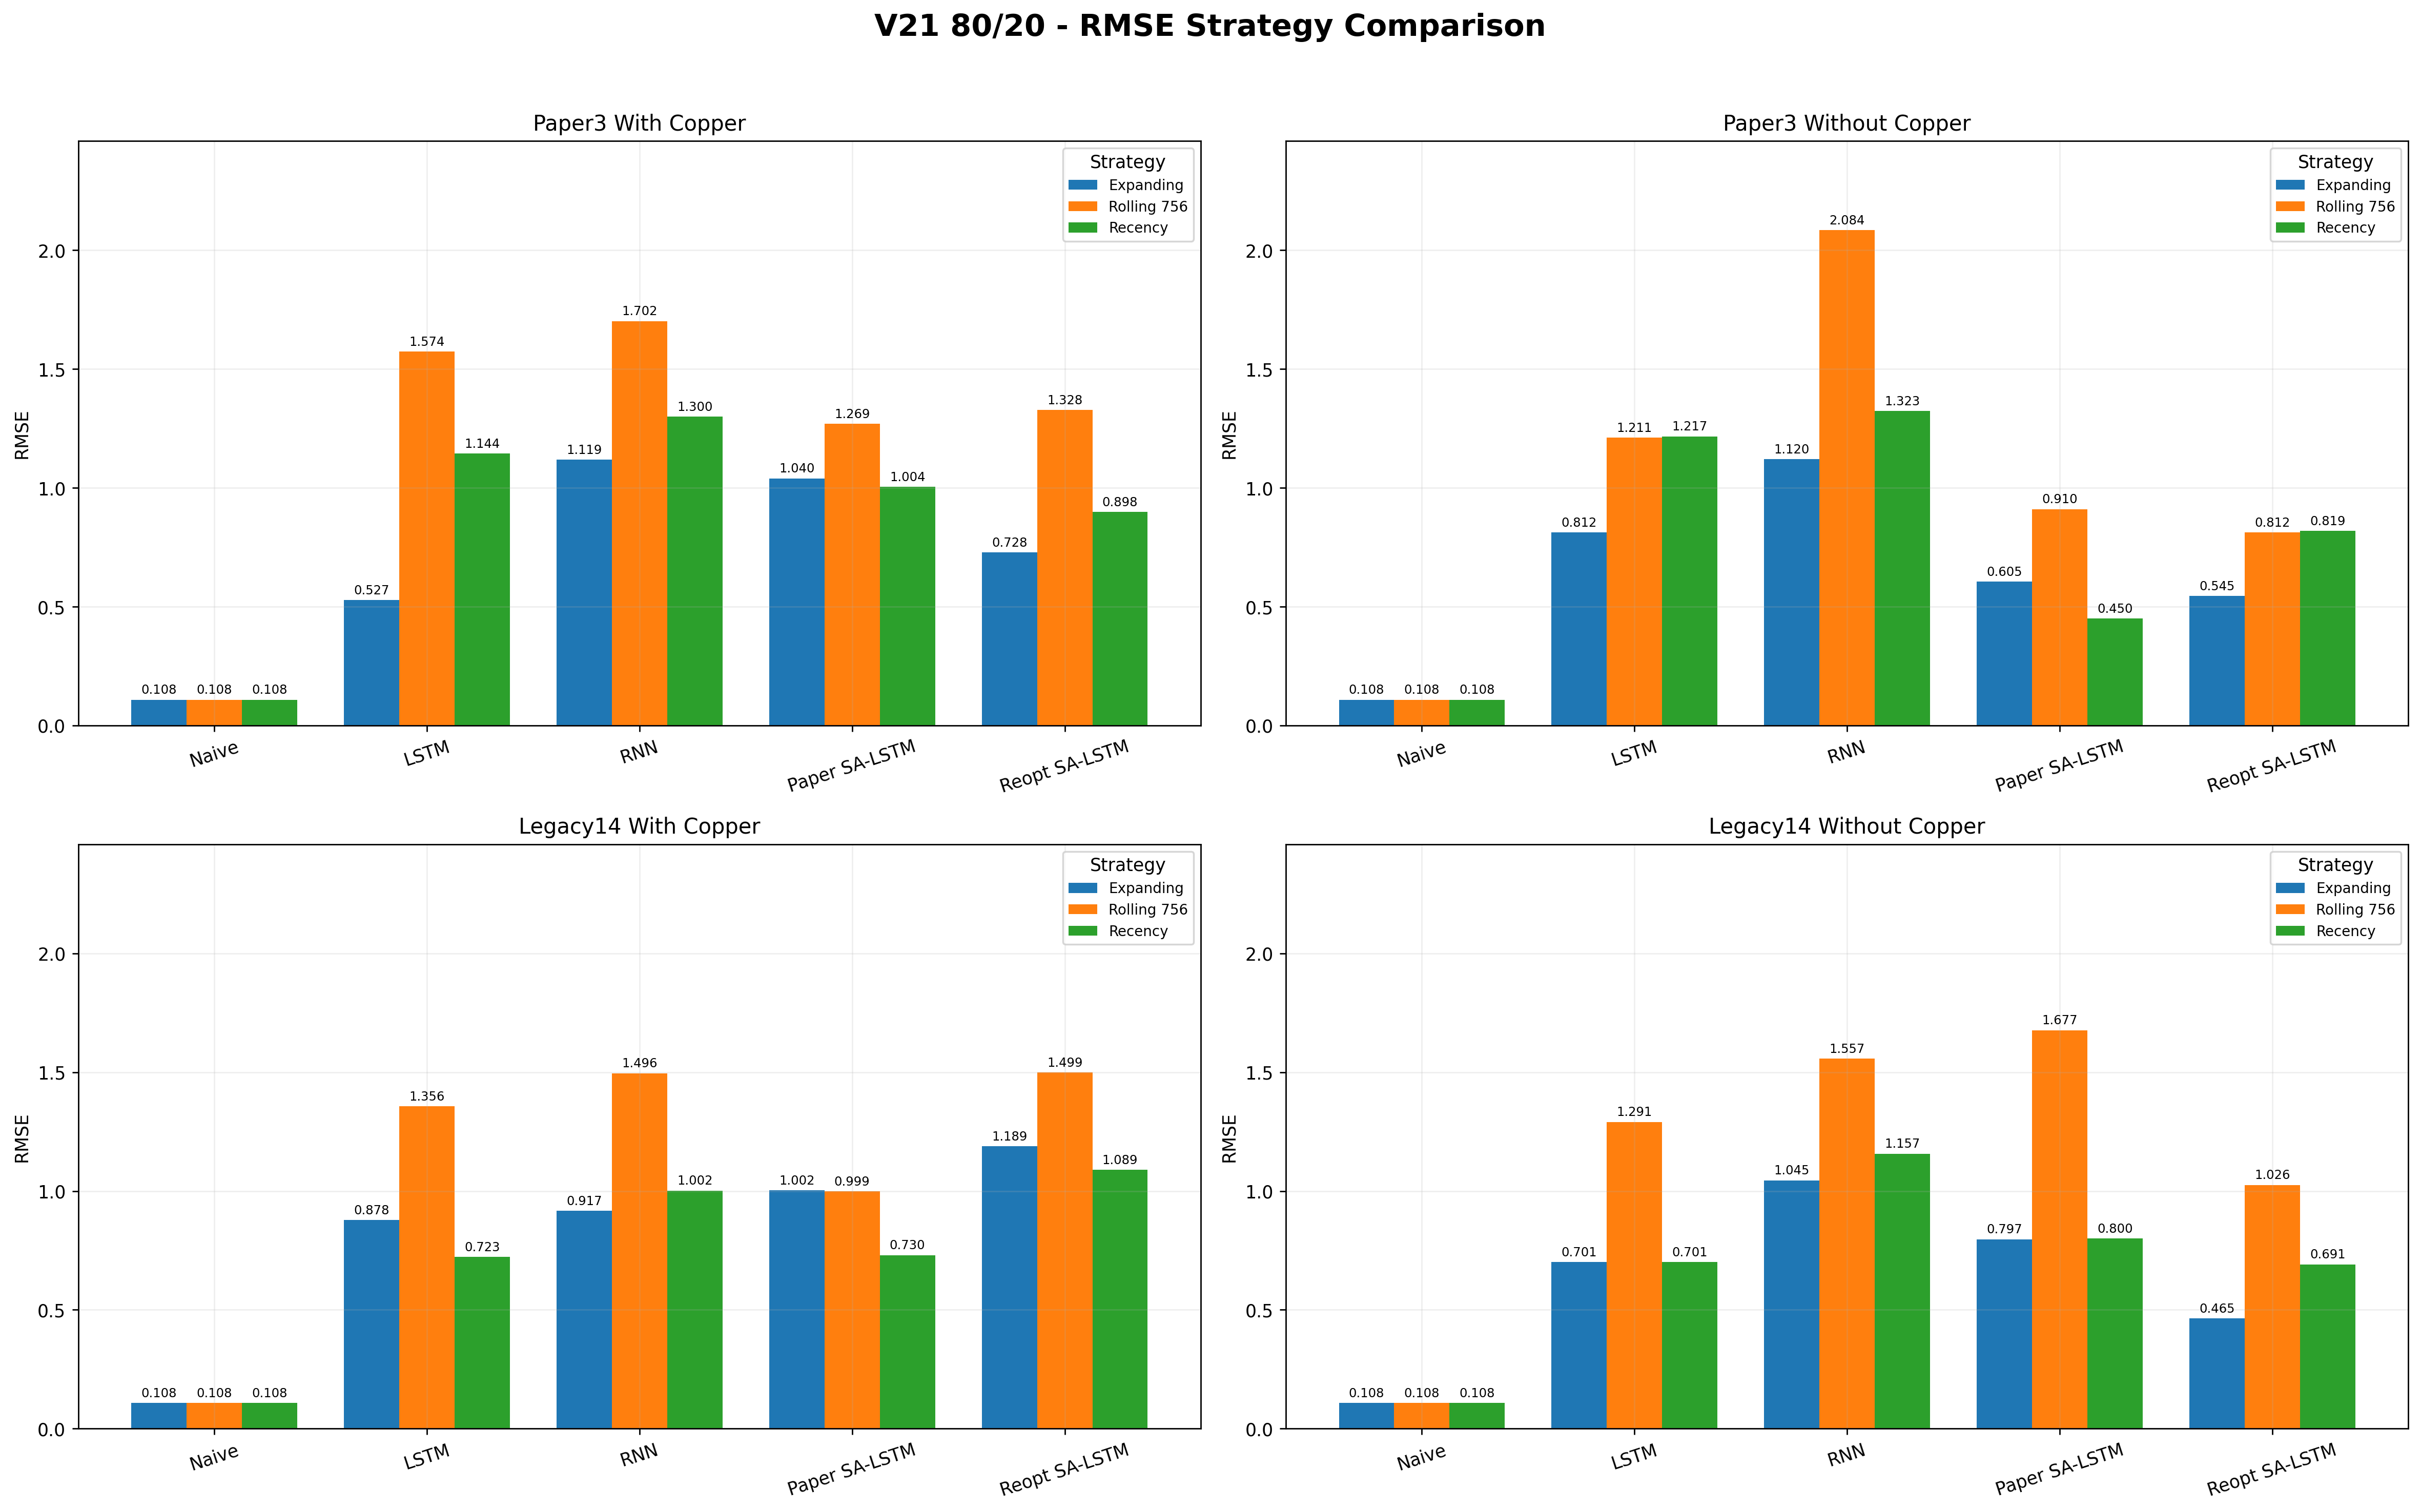 V21 80/20 - RMSE Strategy Comparison
Paper3 With Copper
RMSE
2.0
1.5
1.0
0.5
0.0
Strategy
Expanding
Rolling 756
Recency
0.108 0.108 0.108
0.527 1.574 1.144
1.119 1.702 1.300
1.040 1.269 1.004
0.728 1.328 0.898
Naive LSTM RNN Paper SA-LSTM Reopt SA-LSTM
Paper3 Without Copper
RMSE
2.0
1.5
1.0
0.5
0.0
Strategy
Expanding
Rolling 756
Recency
0.108 0.108 0.108
0.812 1.211 1.217
1.120 2.084 1.323
0.605 0.910 0.450
0.545 0.812 0.819
Naive LSTM RNN Paper SA-LSTM Reopt SA-LSTM
Legacy14 With Copper
RMSE
2.0
1.5
1.0
0.5
0.0
Strategy
Expanding
Rolling 756
Recency
0.108 0.108 0.108
0.878 1.356 0.723
0.917 1.496 1.002
1.002 0.999 0.730
1.189 1.499 1.089
Naive LSTM RNN Paper SA-LSTM Reopt SA-LSTM
Legacy14 Without Copper
RMSE
2.0
1.5
1.0
0.5
0.0
Strategy
Expanding
Rolling 756
Recency
0.108 0.108 0.108
0.701 1.291 0.701
1.045 1.557 1.157
0.797 1.677 0.800
0.465 1.026 0.691
Naive LSTM RNN Paper SA-LSTM Reopt SA-LSTM